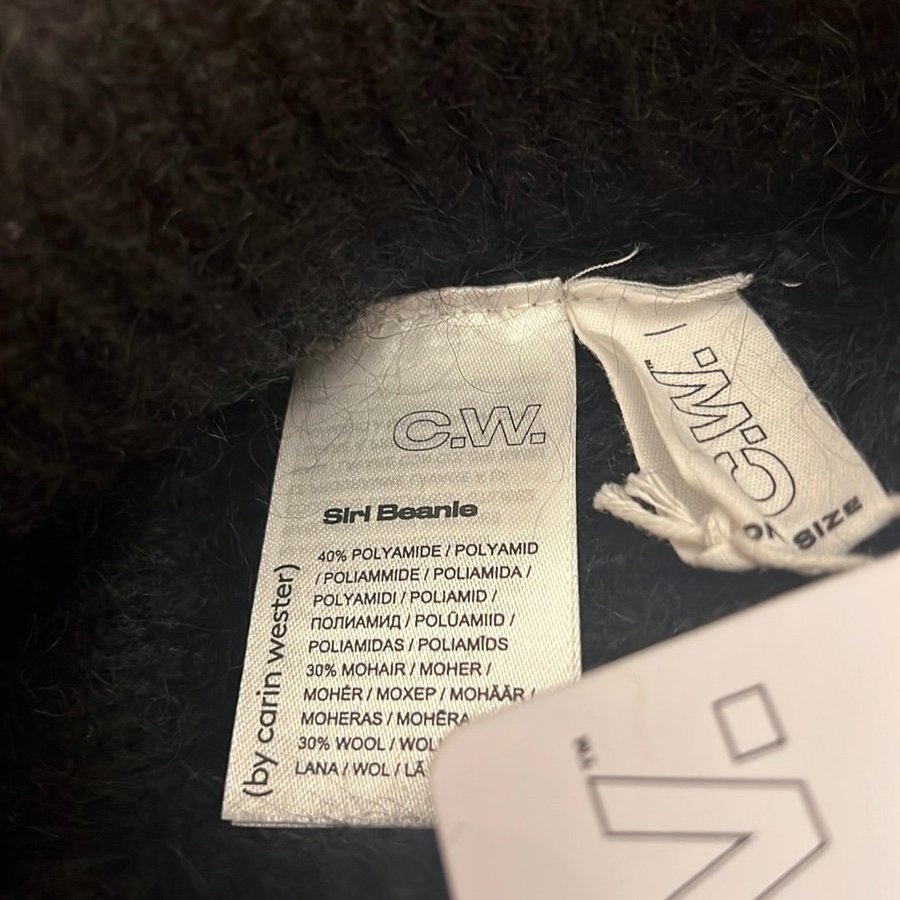 C.W.
Siri Beanie
40% POLYAMIDE / POLYAMID
/ POLIAMMIDE / POLIAMIDA /
POLYAMIDI / POLIAMID /
ПОЛИАМИД / POLÜAMIID /
POLIAMIDAS / POLIAMĪDS
30% MOHAIR / MOHER /
MOHÉR / МОХЕР / MOHÄÄR /
MOHERAS / MOHĒRA
30% WOOL / WOL
LANA / WOL / LĀ
(by carin wester)
C.W.
SIZE